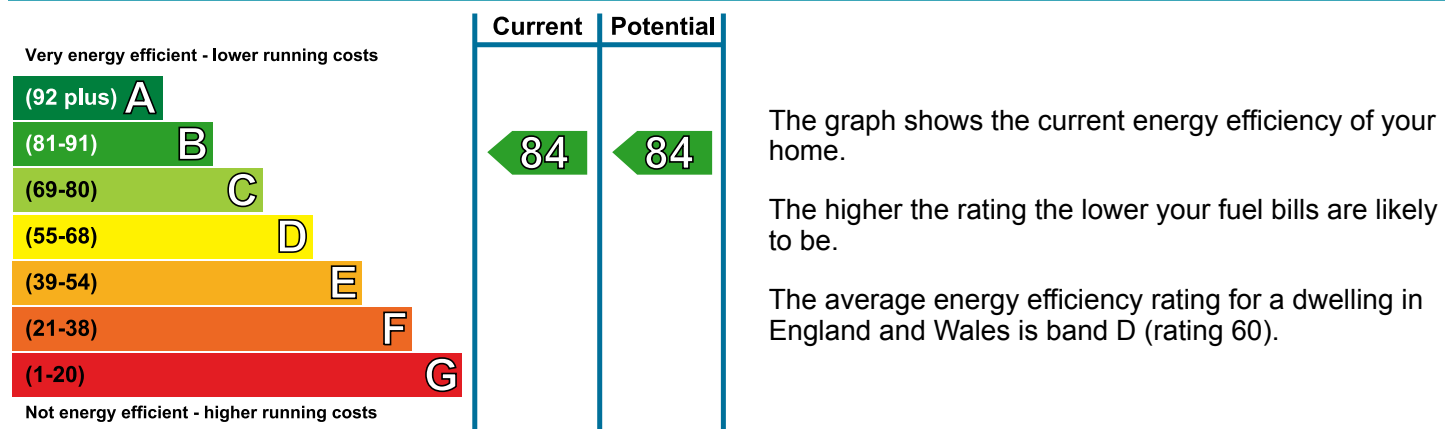 Current Potential
Very energy efficient - lower running costs
(92 plus) A
(81-91) B
84 84
(69-80) C
(55-68) D
(39-54) E
(21-38) F
(1-20) G
Not energy efficient - higher running costs
The graph shows the current energy efficiency of your
home.
The higher the rating the lower your fuel bills are likely
to be.
The average energy efficiency rating for a dwelling in
England and Wales is band D (rating 60).